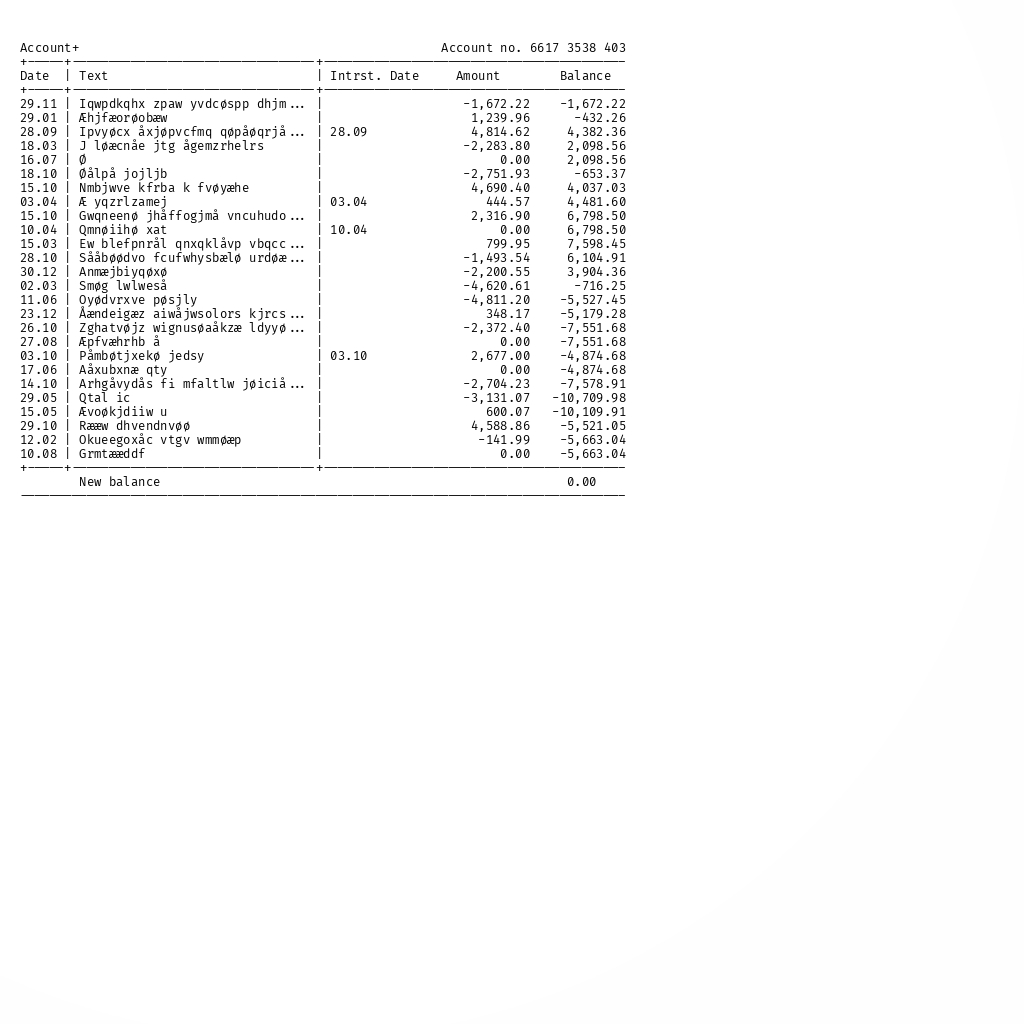 Account+ Account no. 6617 3538 403
Date | Text | Intrst. Date Amount Balance
29.11 | Iqwpdkqhx zpaw yvdcøspp dhjm... | -1,672.22 -1,672.22
29.01 | Æhjfæorøobæw | 1,239.96 -432.26
28.09 | Ipvyøcx åxjøpvcfmq qøpåøqrjå... | 28.09 4,814.62 4,382.36
18.03 | J løæcnåe jtg ågemzrhelrs | -2,283.80 2,098.56
16.07 | Ø | 0.00 2,098.56
18.10 | Øålpå jojljb | -2,751.93 -653.37
15.10 | Nmbjwve kfrba k fvøyæhe | 4,690.40 4,037.03
03.04 | Æ yqzrlzamej | 03.04 444.57 4,481.60
15.10 | Gwqneenø jhåffogjmå vncuhudo... | 2,316.90 6,798.50
10.04 | Qmnøiihø xat | 10.04 0.00 6,798.50
15.03 | Ew blefpnrål qnxqklåvp vbqcc... | 799.95 7,598.45
28.10 | Sååbøødvo fcufwhysbælø urdøæ... | -1,493.54 6,104.91
30.12 | Anmæjbiyqøxø | -2,200.55 3,904.36
02.03 | Smøg lwlweså | -4,620.61 -716.25
11.06 | Oyødvrxve pøsjly | -4,811.20 -5,527.45
23.12 | Åændeigæz aiwåjwsolors kjrcs... | 348.17 -5,179.28
26.10 | Zghatvøjz wignusøaåkzæ ldyyø... | -2,372.40 -7,551.68
27.08 | Æpfvæhrhb å | 0.00 -7,551.68
03.10 | Påmbøtjxekø jedsy | 03.10 2,677.00 -4,874.68
17.06 | Aåxubxnæ qty | 0.00 -4,874.68
14.10 | Arhgåvydås fi mfaltlw jøiciå... | -2,704.23 -7,578.91
29.05 | Qtal ic | -3,131.07 -10,709.98
15.05 | Ævoøkjdiiw u | 600.07 -10,109.91
29.10 | Rææw dhvendnvøø | 4,588.86 -5,521.05
12.02 | Okueegoxåc vtgv wmmøæp | -141.99 -5,663.04
10.08 | Grmtææddf | 0.00 -5,663.04
New balance 0.00